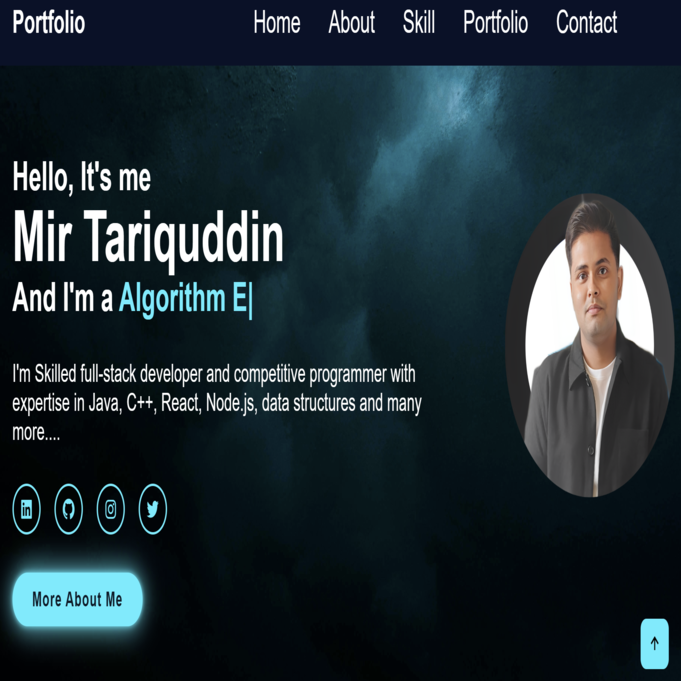 Portfolio Home About Skill Portfolio Contact
Hello, It's me
Mir Tariquddin
And I'm a Algorithm E|
I'm Skilled full-stack developer and competitive programmer with
expertise in Java, C++, React, Node.js, data structures and many
more....
in
More About Me